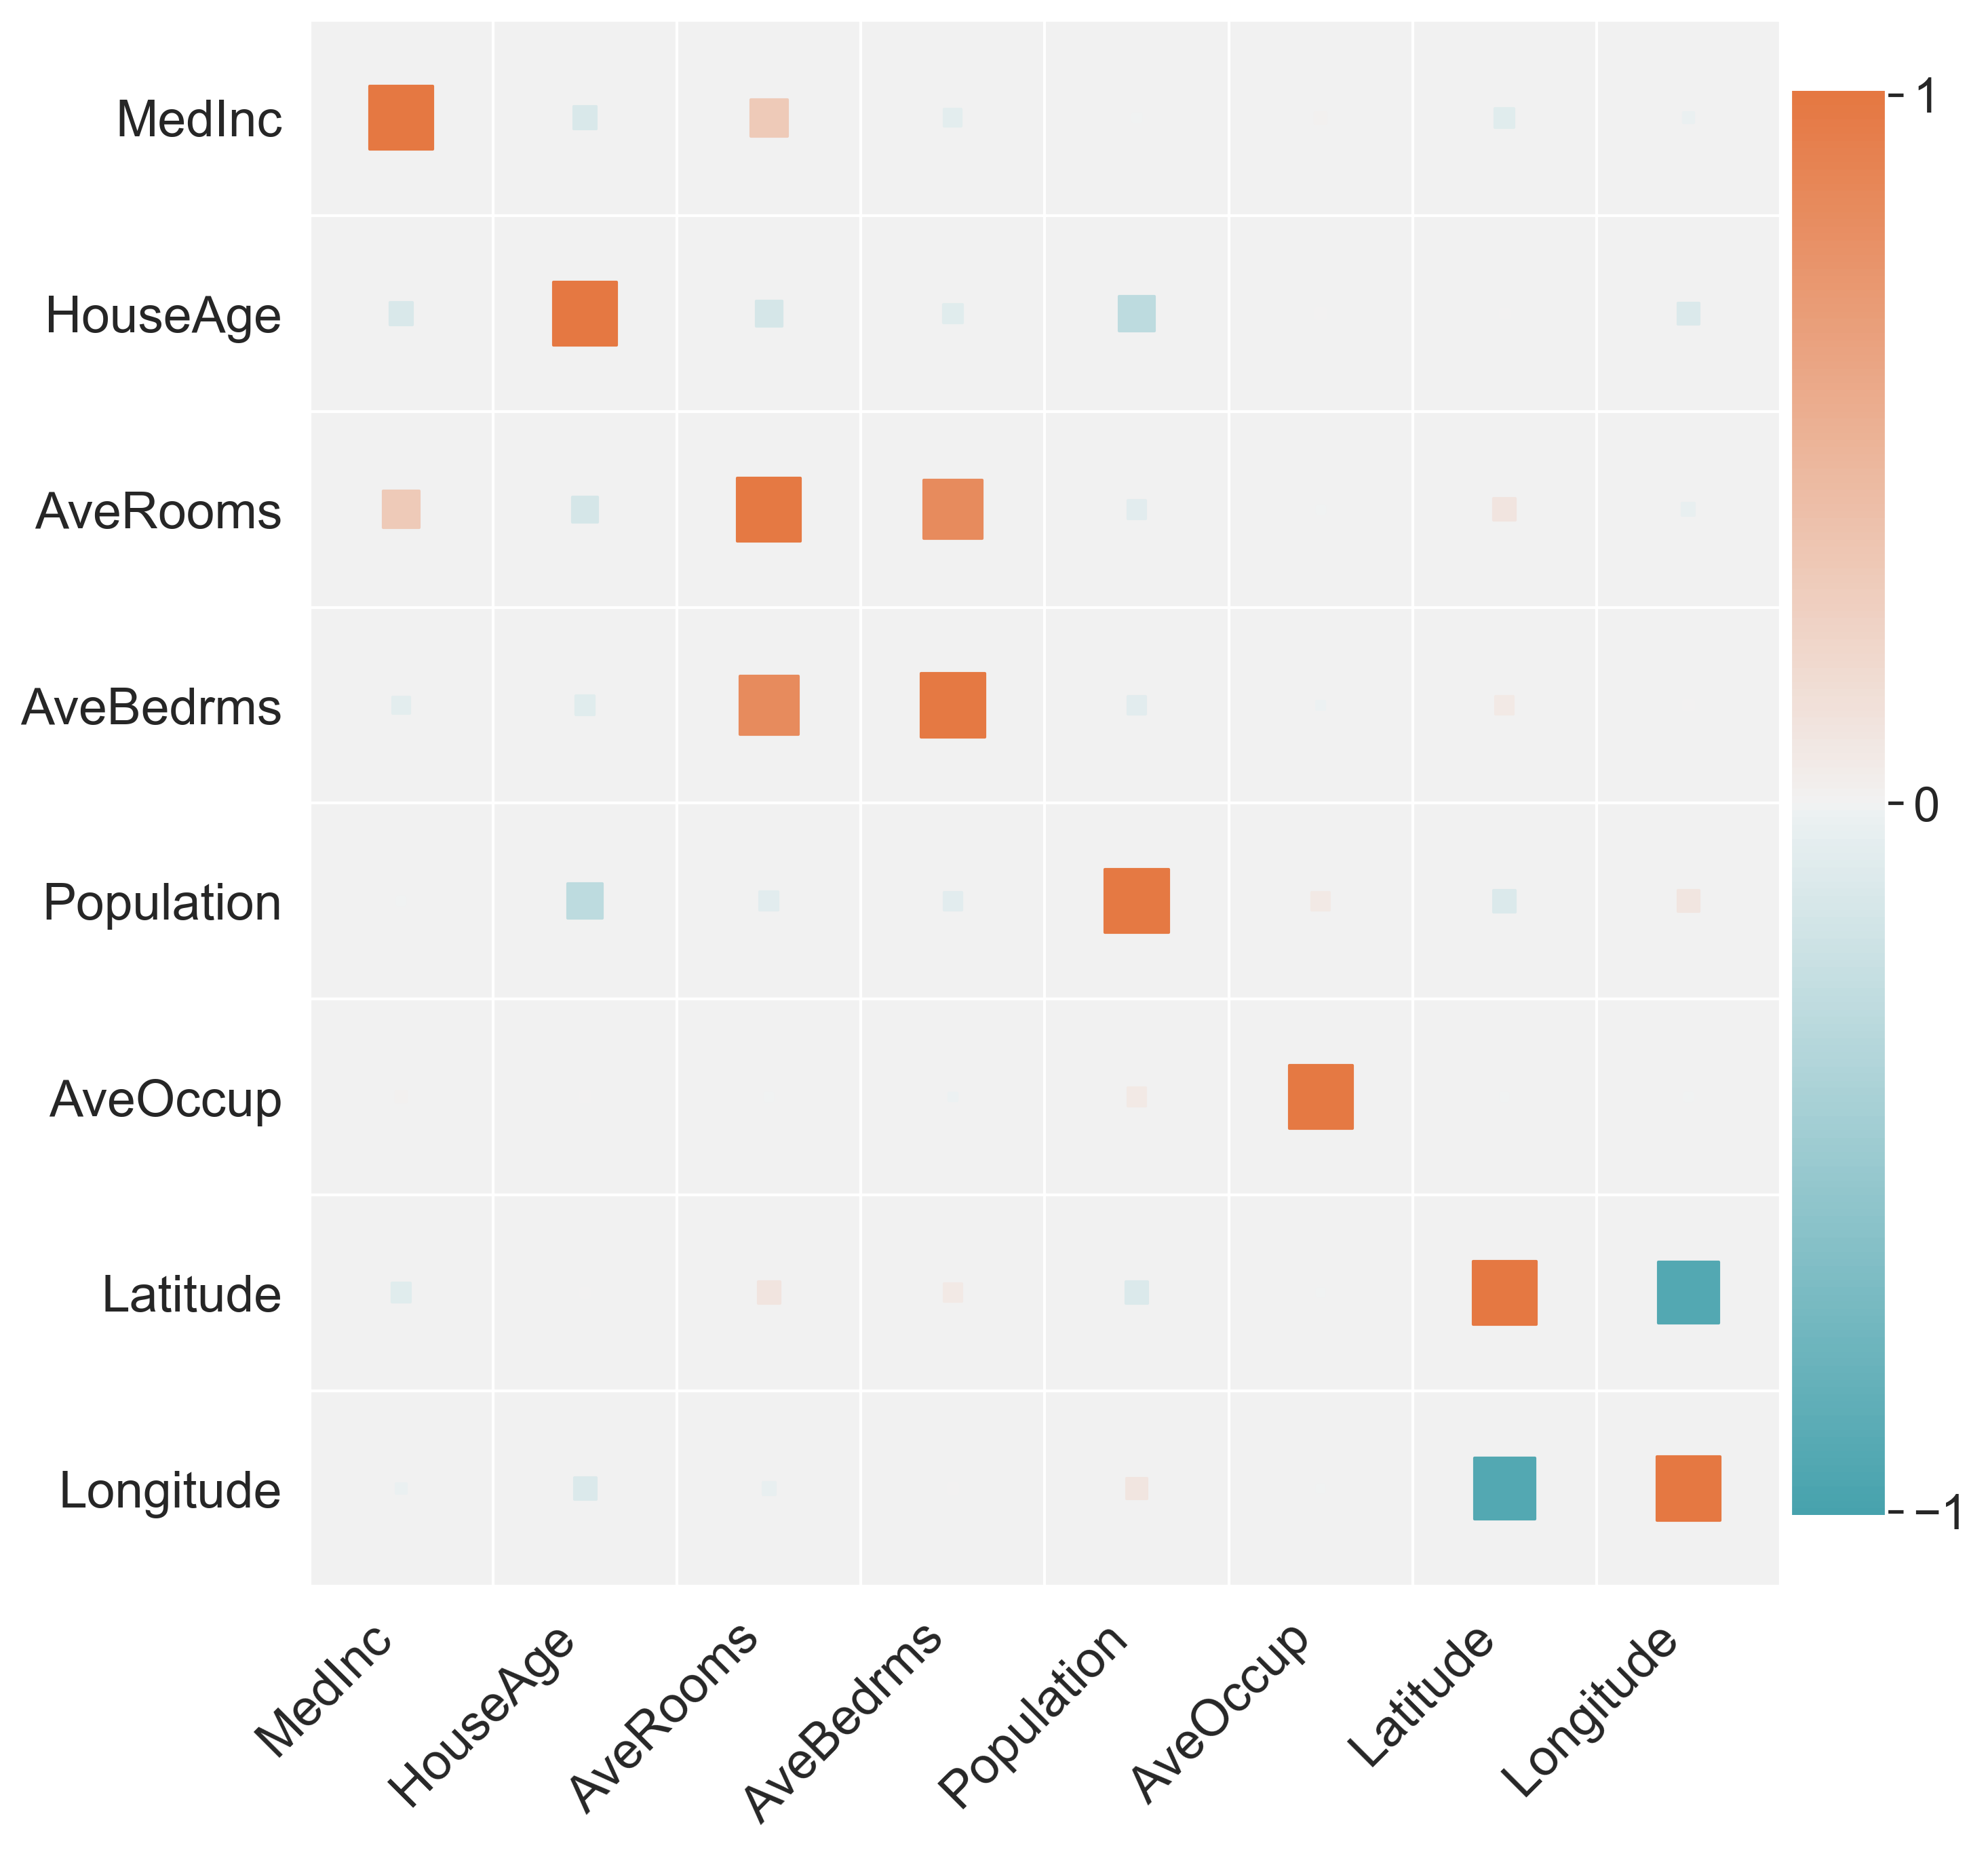 MedInc
HouseAge
AveRooms
AveBedrms
Population
AveOccup
Latitude
Longitude
MedInc
HouseAge
AveRooms
AveBedrms
Population
AveOccup
Latitude
Longitude
1
0
−1